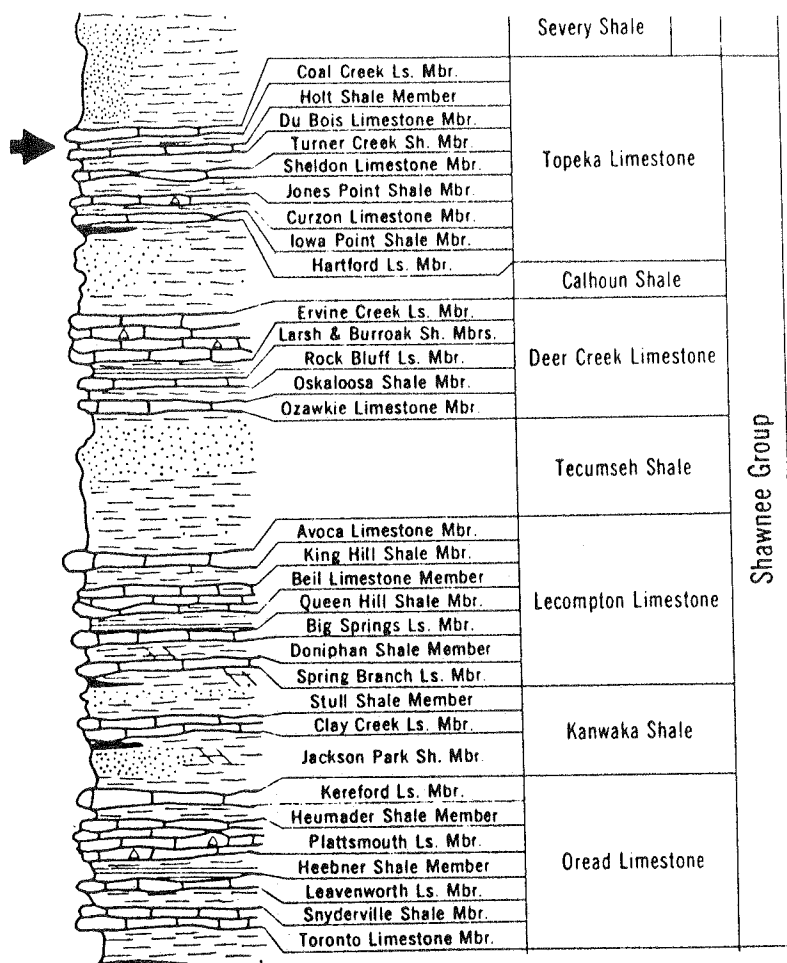 Severy Shale
Coal Creek Ls. Mbr.
Holt Shale Member
Du Bois Limestone Mbr.
Turner Creek Sh. Mbr.
Sheldon Limestone Mbr.
Jones Point Shale Mbr.
Curzon Limestone Mbr.
Iowa Point Shale Mbr.
Hartford Ls. Mbr.
Topeka Limestone
Calhoun Shale
Ervine Creek Ls. Mbr.
Larsh & Burroak Sh. Mbrs.
Rock Bluff Ls. Mbr.
Oskaloosa Shale Mbr.
Ozawkie Limestone Mbr.
Deer Creek Limestone
Tecumseh Shale
Avoca Limestone Mbr.
King Hill Shale Mbr.
Beil Limestone Member
Queen Hill Shale Mbr.
Big Springs Ls. Mbr.
Doniphan Shale Member
Spring Branch Ls. Mbr.
Lecompton Limestone
Stull Shale Member
Clay Creek Ls. Mbr.
Jackson Park Sh. Mbr.
Kanwaka Shale
Kereford Ls. Mbr.
Heumader Shale Member
Plattsmouth Ls. Mbr.
Heebner Shale Member
Leavenworth Ls. Mbr.
Snyderville Shale Mbr.
Toronto Limestone Mbr.
Oread Limestone
Shawnee Group